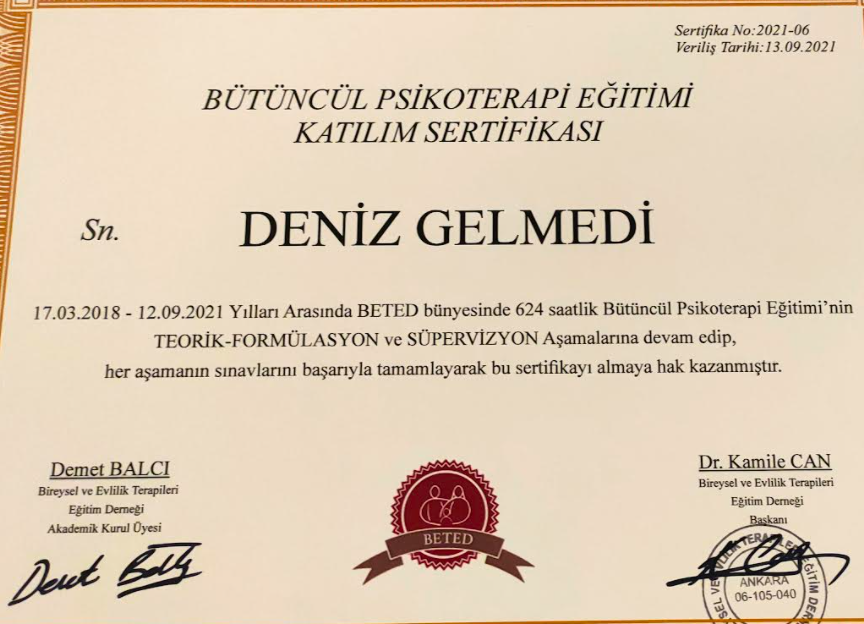 Sertifika No:2021-06
Veriliş Tarihi:13.09.2021
BÜTÜNCÜL PSİKOTERAPİ EĞİTİMİ
KATILIM SERTİFİKASI
Sn. DENİZ GELMEDİ
17.03.2018 - 12.09.2021 Yılları Arasında BETED bünyesinde 624 saatlik Bütüncül Psikoterapi Eğitimi’nin
TEORİK-FORMÜLASYON ve SÜPERVİZYON Aşamalarına devam edip,
her aşamanın sınavlarını başarıyla tamamlayarak bu sertifikayı almaya hak kazanmıştır.
Demet BALCI
Bireysel ve Evlilik Terapileri
Eğitim Derneği
Akademik Kurul Üyesi
Demet Balcı
BETED
Dr. Kamile CAN
Bireysel ve Evlilik Terapileri
Eğitim Derneği
Başkanı
ANKARA
06-105-040